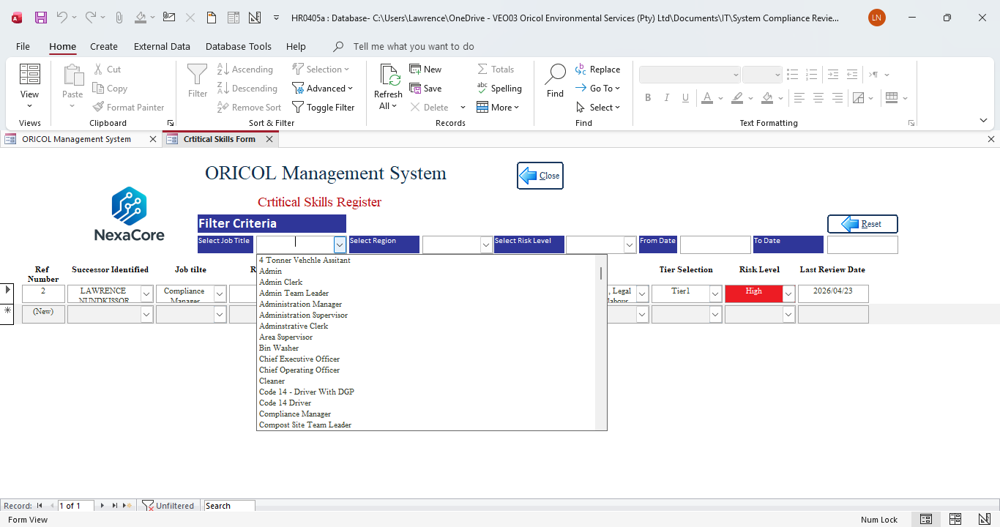 HR0405a : Database- C:\Users\Lawrence\OneDrive - VEO03 Oricol Environmental Services (Pty) Ltd\Documents\IT\System Compliance Revie...
LN
File Home Create External Data Database Tools Help Tell me what you want to do
View
Views
Paste
Cut
Copy
Format Painter
Clipboard
Filter
Ascending
Descending
Remove Sort
Selection
Advanced
Toggle Filter
Sort & Filter
Refresh
All
New
Save
Delete
Totals
Spelling
More
Records
Find
Replace
Go To
Select
Find
B I U A
Text Formatting
ORICOL Management System
Crtitical Skills Form
ORICOL Management System
Close
Crtitical Skills Register
NexaCore
Filter Criteria
Reset
Select Job Title Select Region Select Risk Level From Date To Date
Ref
Number
Successor Identified
Job tilte
R
Tier Selection
Risk Level
Last Review Date
2
LAWRENCE
NUNDKISSOR
Compliance
Manager
, Legal
labour
Tier1
High
2026/04/23
(New)
4 Tonner Vehchle Assitant
Admin
Admin Clerk
Admin Team Leader
Administration Manager
Administration Supervisor
Adminstrative Clerk
Area Supervisor
Bin Washer
Chief Executive Officer
Chief Operating Officer
Cleaner
Code 14 - Driver With DGP
Code 14 Driver
Compliance Manager
Compost Site Team Leader
Record: 1 of 1 Unfiltered Search
Form View
Num Lock